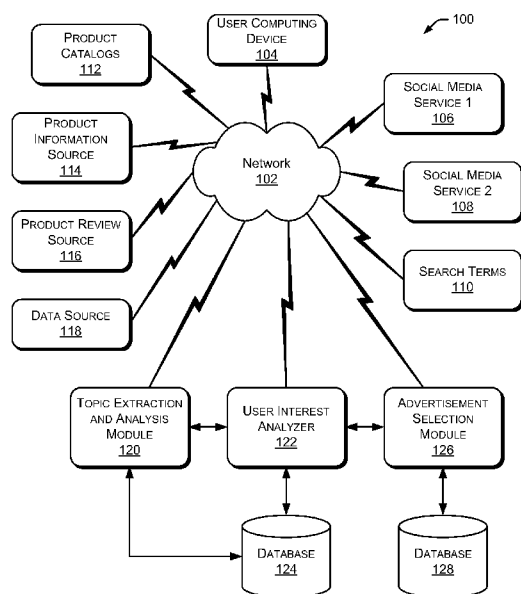 100
USER COMPUTING
DEVICE
104
PRODUCT
CATALOGS
112
SOCIAL MEDIA
SERVICE 1
106
PRODUCT
INFORMATION
SOURCE
114
Network
102
SOCIAL MEDIA
SERVICE 2
108
PRODUCT REVIEW
SOURCE
116
SEARCH TERMS
110
DATA SOURCE
118
TOPIC EXTRACTION
AND ANALYSIS
MODULE
120
USER INTEREST
ANALYZER
122
ADVERTISEMENT
SELECTION
MODULE
126
DATABASE
124
DATABASE
128